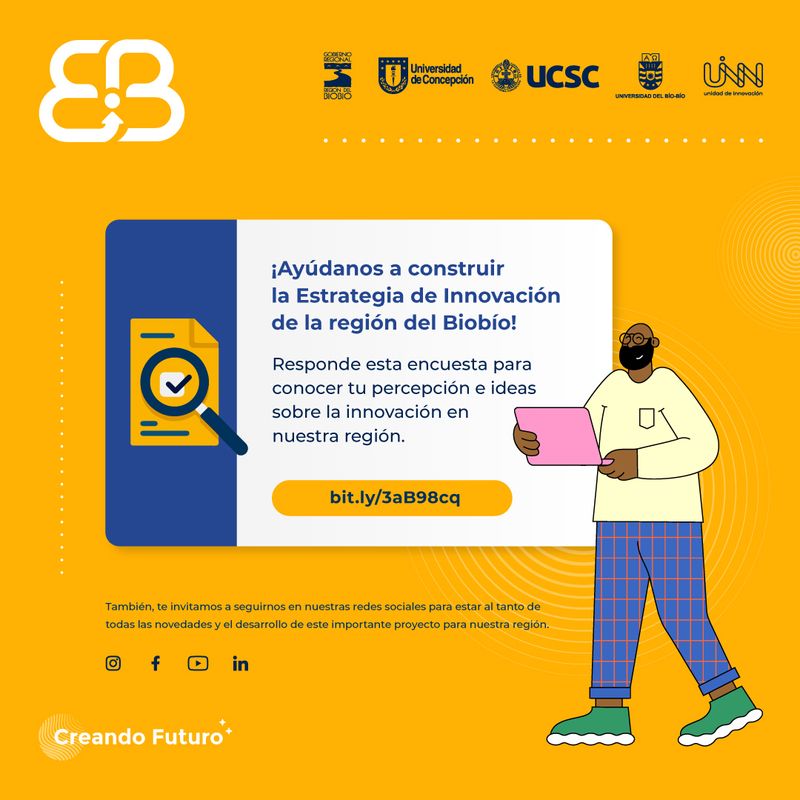 GOBIERNO
REGIONAL
REGIÓN DEL
BIOBÍO
Universidad
de Concepción
UCSC
UNIVERSIDAD DEL BÍO-BÍO
UINN
unidad de innovación
¡Ayúdanos a construir
la Estrategia de Innovación
de la región del Biobío!
Responde esta encuesta para
conocer tu percepción e ideas
sobre la innovación en
nuestra región.
bit.ly/3aB98cq
También, te invitamos a seguirnos en nuestras redes sociales para estar al tanto de
todas las novedades y el desarrollo de este importante proyecto para nuestra región.
Creando Futuro